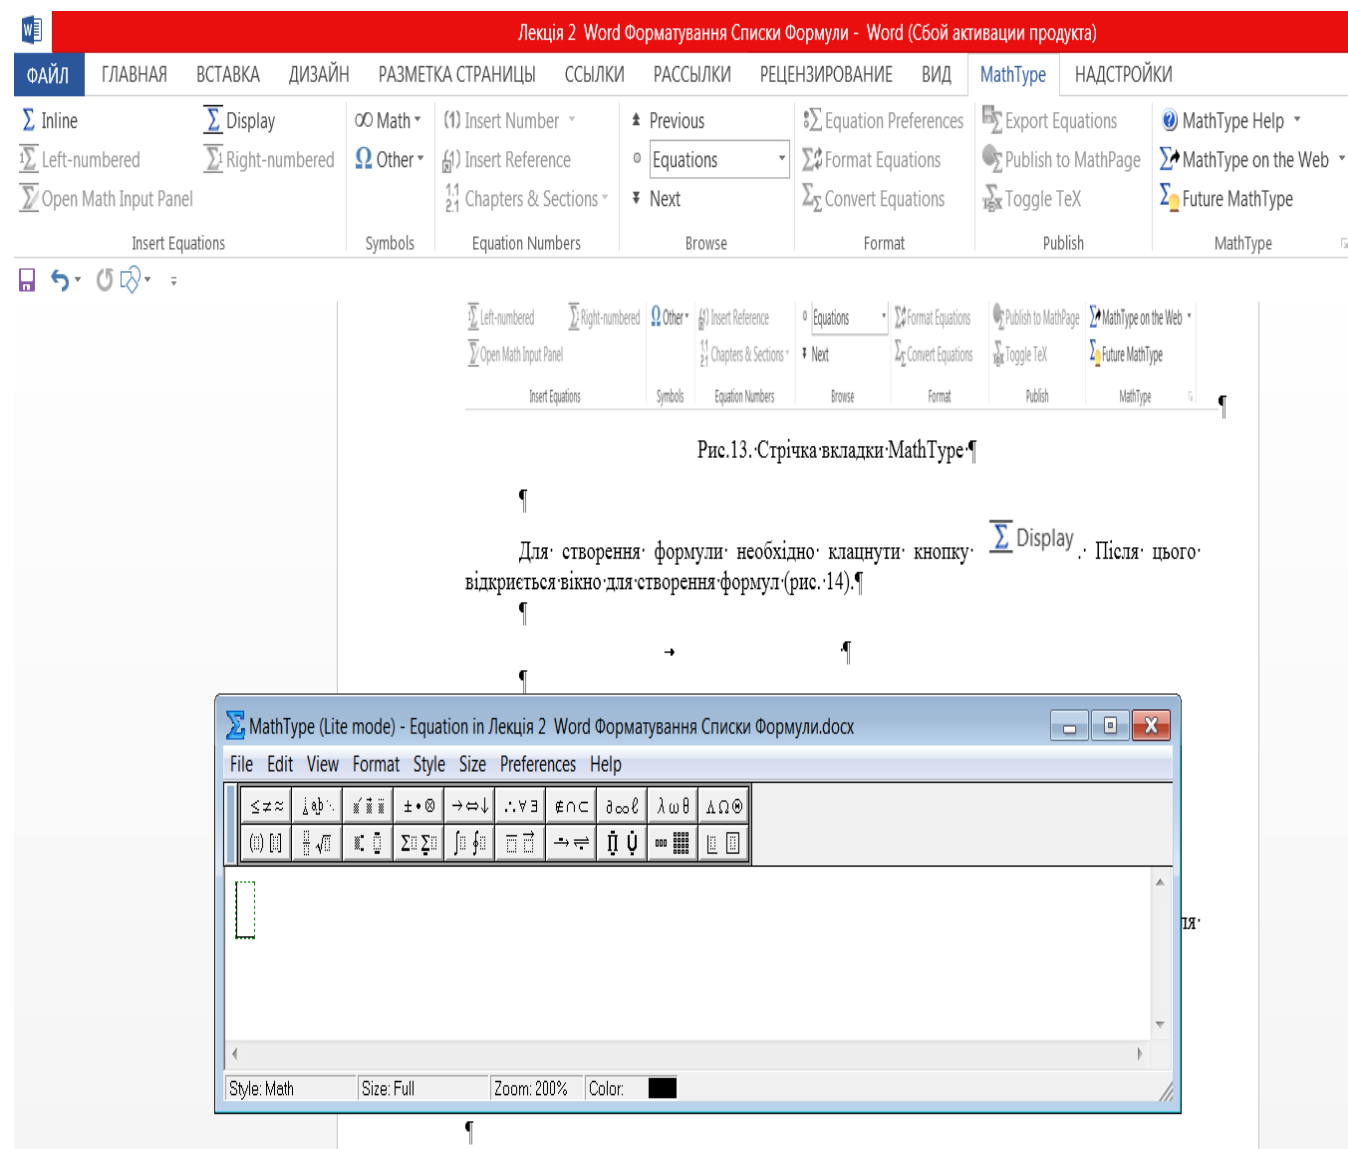 Лекція 2 Word Форматування Списки Формули - Word (Сбой активации продукта)
ФАЙЛ ГЛАВНАЯ ВСТАВКА ДИЗАЙН РАЗМЕТКА СТРАНИЦЫ ССЫЛКИ РАССЫЛКИ РЕЦЕНЗИРОВАНИЕ ВИД MathType НАДСТРОЙКИ
Σ Inline Σ Display ∞ Math (1) Insert Number Previous Equation Preferences Export Equations MathType Help
Left-numbered Right-numbered Ω Other Insert Reference Equations Format Equations Publish to MathPage MathType on the Web
Open Math Input Panel Chapters & Sections Next Convert Equations Toggle TeX Future MathType
Insert Equations Symbols Equation Numbers Browse Format Publish MathType
Left-numbered Right-numbered Ω Other Insert Reference Equations Format Equations Publish to MathPage MathType on the Web
Open Math Input Panel Chapters & Sections Next Convert Equations Toggle TeX Future MathType
Insert Equations Symbols Equation Numbers Browse Format Publish MathType ¶
Рис.13.·Стрічка·вкладки·MathType·¶
¶
Для· створення· формули· необхідно· клацнути· кнопку· Σ Display .· Після· цього·
відкриється·вікно·для·створення·формул·(рис.·14).¶
¶
→ ·¶
¶
MathType (Lite mode) - Equation in Лекція 2 Word Форматування Списки Формули.docx
File Edit View Format Style Size Preferences Help
≤≠≈ ±•⊗ →⇔↓ ∴∀∃ ∉∩⊂ ∂∞ℓ λωθ ΔΩΘ
ля·
Style: Math Size: Full Zoom: 200% Color:
¶